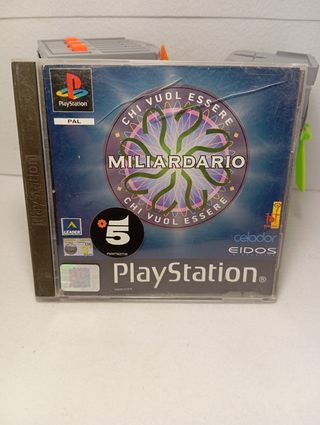 PlayStation
PAL
CHI VUOL ESSERE
MILIARDARIO
CHI VUOL ESSERE
LEADER
5
celador
EIDOS
PlayStation®
PlayStation